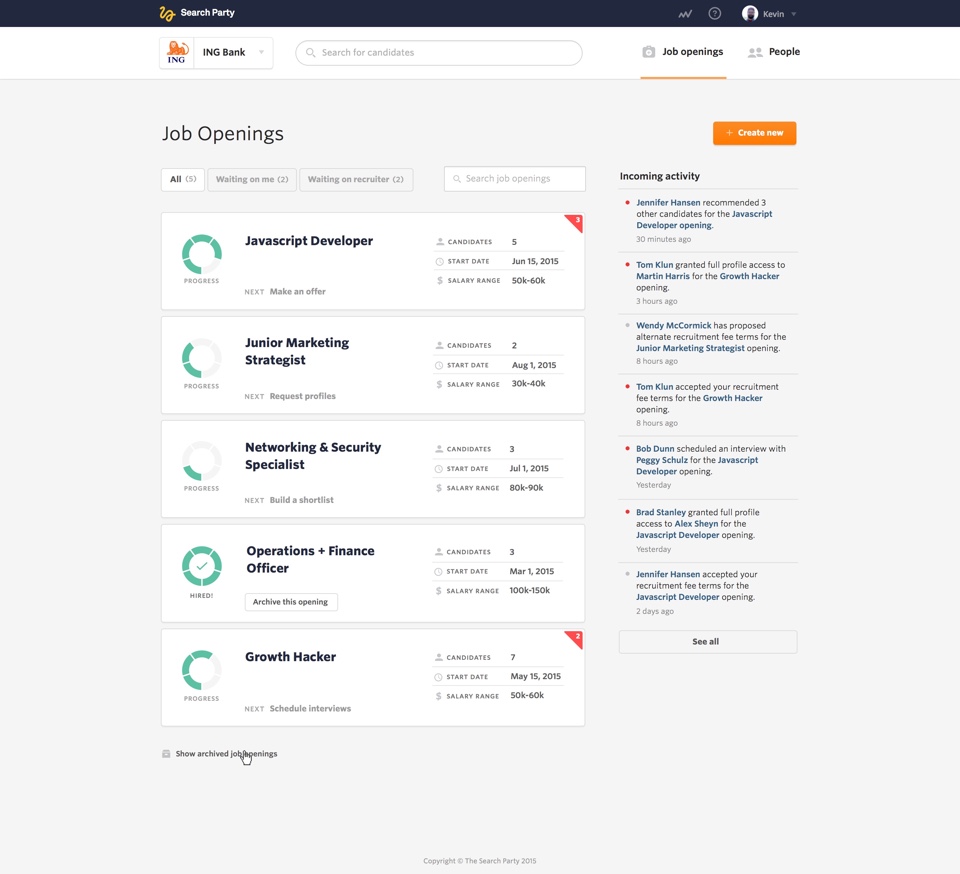 Search Party
Kevin
ING
ING Bank
Search for candidates
Job openings
People
Job Openings
+ Create new
All (5)
Waiting on me (2)
Waiting on recruiter (2)
Search job openings
3
Javascript Developer
PROGRESS
NEXT Make an offer
CANDIDATES 5
START DATE Jun 15, 2015
$ SALARY RANGE 50k-60k
Junior Marketing
Strategist
PROGRESS
NEXT Request profiles
CANDIDATES 2
START DATE Aug 1, 2015
$ SALARY RANGE 30k-40k
Networking & Security
Specialist
PROGRESS
NEXT Build a shortlist
CANDIDATES 3
START DATE Jul 1, 2015
$ SALARY RANGE 80k-90k
Operations + Finance
Officer
HIRED!
Archive this opening
CANDIDATES 3
START DATE Mar 1, 2015
$ SALARY RANGE 100k-150k
2
Growth Hacker
PROGRESS
NEXT Schedule interviews
CANDIDATES 7
START DATE May 15, 2015
$ SALARY RANGE 50k-60k
Show archived job openings
Incoming activity
Jennifer Hansen recommended 3
other candidates for the Javascript
Developer opening.
30 minutes ago
Tom Klun granted full profile access to
Martin Harris for the Growth Hacker
opening.
3 hours ago
Wendy McCormick has proposed
alternate recruitment fee terms for the
Junior Marketing Strategist opening.
8 hours ago
Tom Klun accepted your recruitment
fee terms for the Growth Hacker
opening.
8 hours ago
Bob Dunn scheduled an interview with
Peggy Schulz for the Javascript
Developer opening.
Yesterday
Brad Stanley granted full profile
access to Alex Sheyn for the
Javascript Developer opening.
Yesterday
Jennifer Hansen accepted your
recruitment fee terms for the
Javascript Developer opening.
2 days ago
See all
Copyright © The Search Party 2015